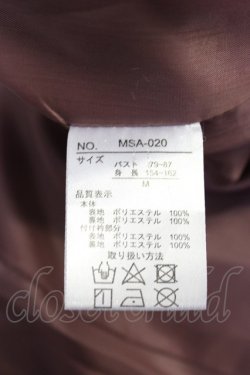 NO. MSA-020
サイズ バスト 79-87
身長 154-162
M
品質表示
本体
表地 ポリエステル 100%
裏地 ポリエステル 100%
付け衿部分
表地 ポリエステル 100%
裏地 ポリエステル 100%
取り扱い方法
closet child